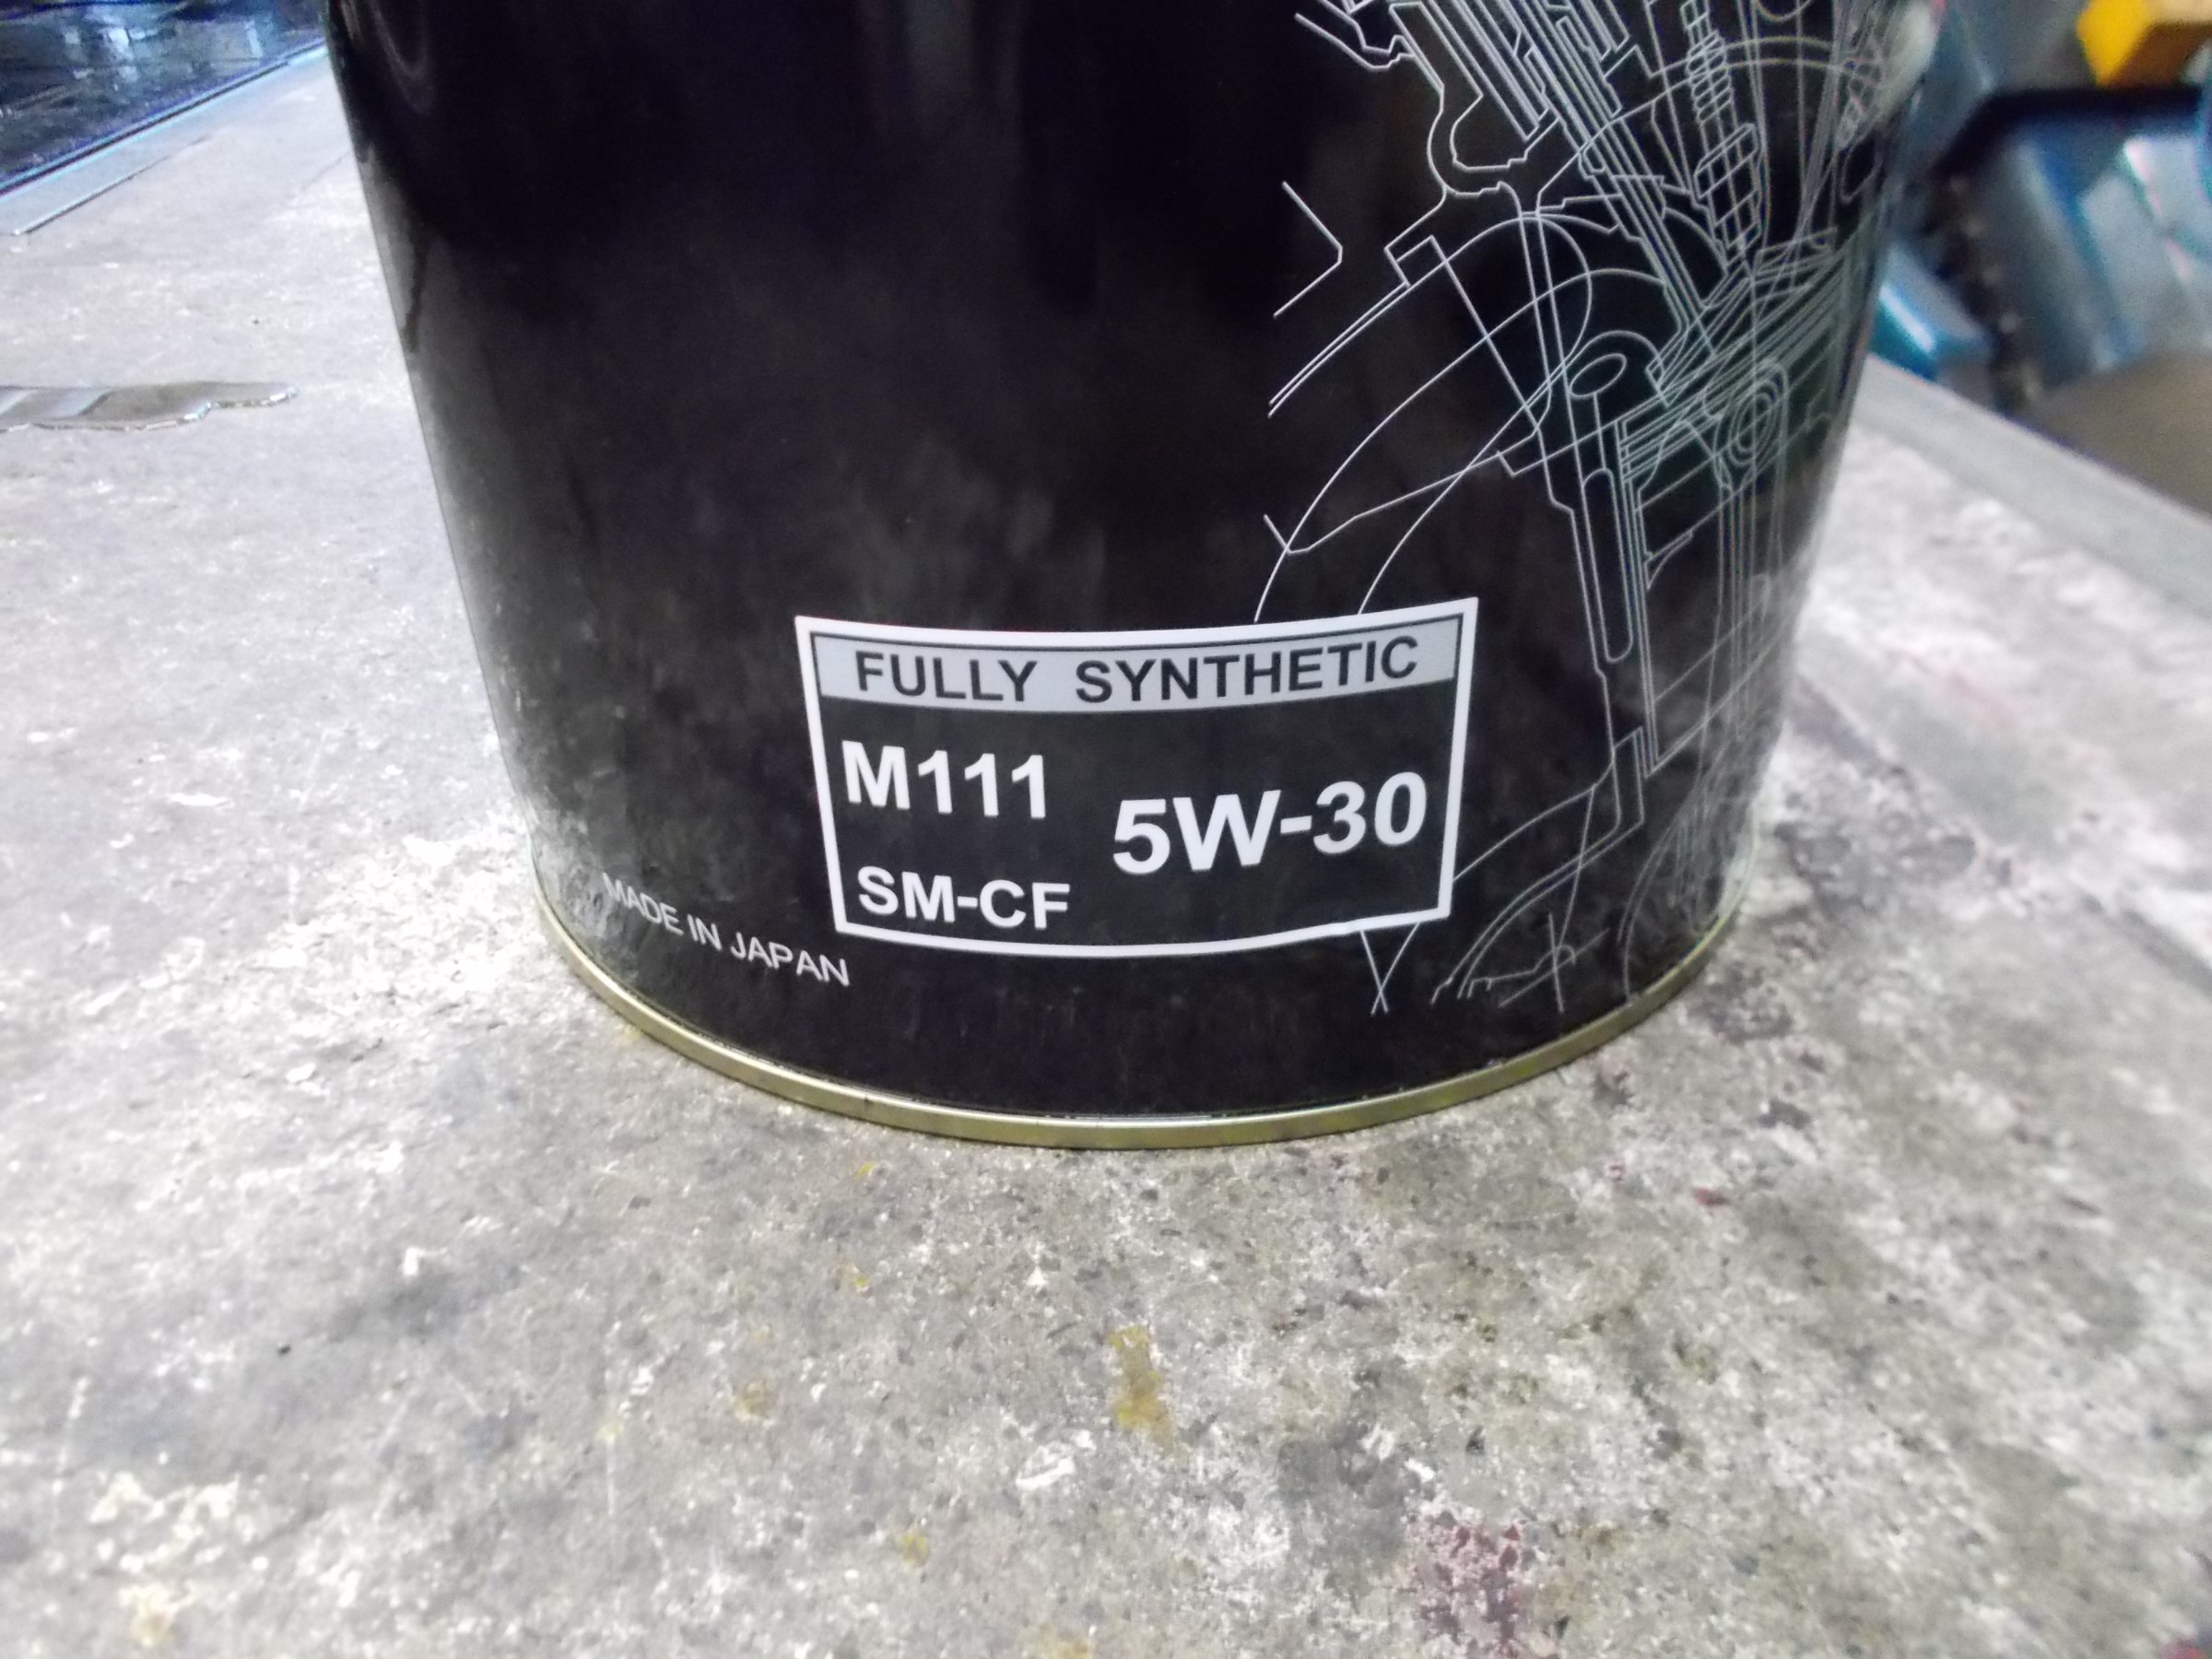 FULLY SYNTHETIC
M111
5W-30
SM-CF
MADE IN JAPAN